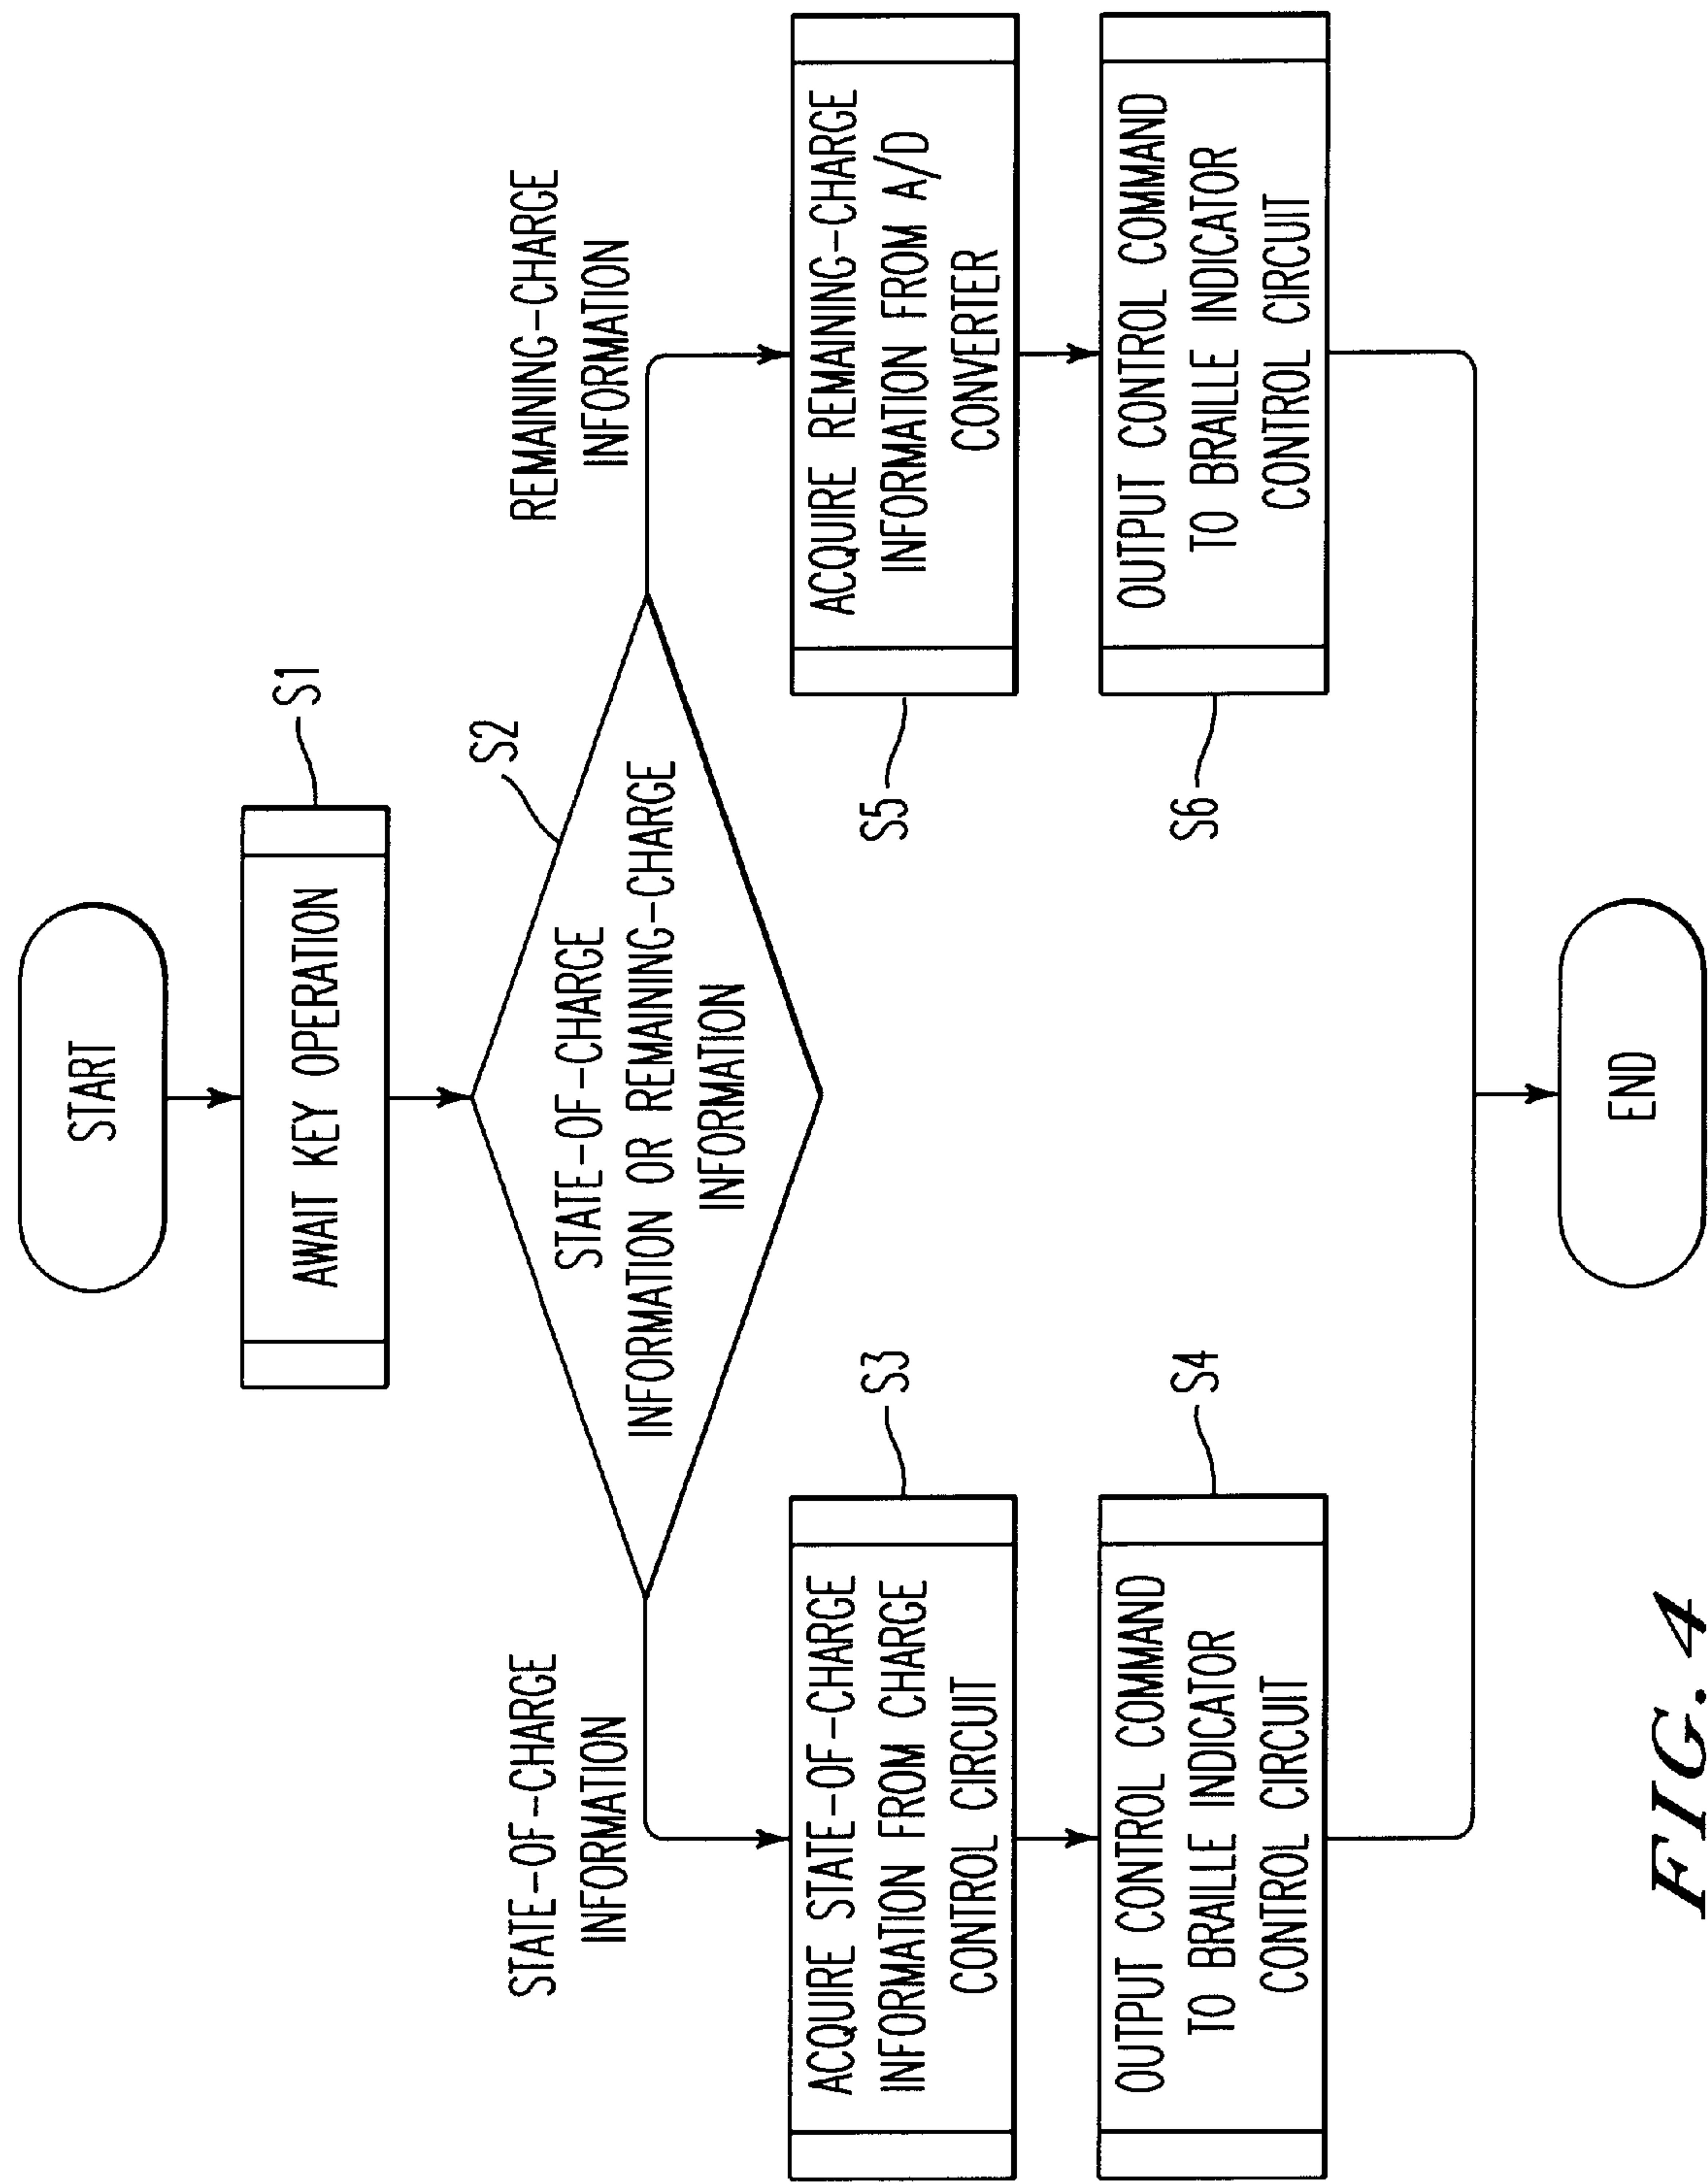 START
AWAIT KEY OPERATION
S1
S2
STATE-OF-CHARGE
INFORMATION OR REMAINING-CHARGE
INFORMATION
STATE-OF-CHARGE
INFORMATION
REMAINING-CHARGE
INFORMATION
S3
ACQUIRE STATE-OF-CHARGE
INFORMATION FROM CHARGE
CONTROL CIRCUIT
S4
OUTPUT CONTROL COMMAND
TO BRAILLE INDICATOR
CONTROL CIRCUIT
S5
ACQUIRE REMAINING-CHARGE
INFORMATION FROM A/D
CONVERTER
S6
OUTPUT CONTROL COMMAND
TO BRAILLE INDICATOR
CONTROL CIRCUIT
END
FIG. 4